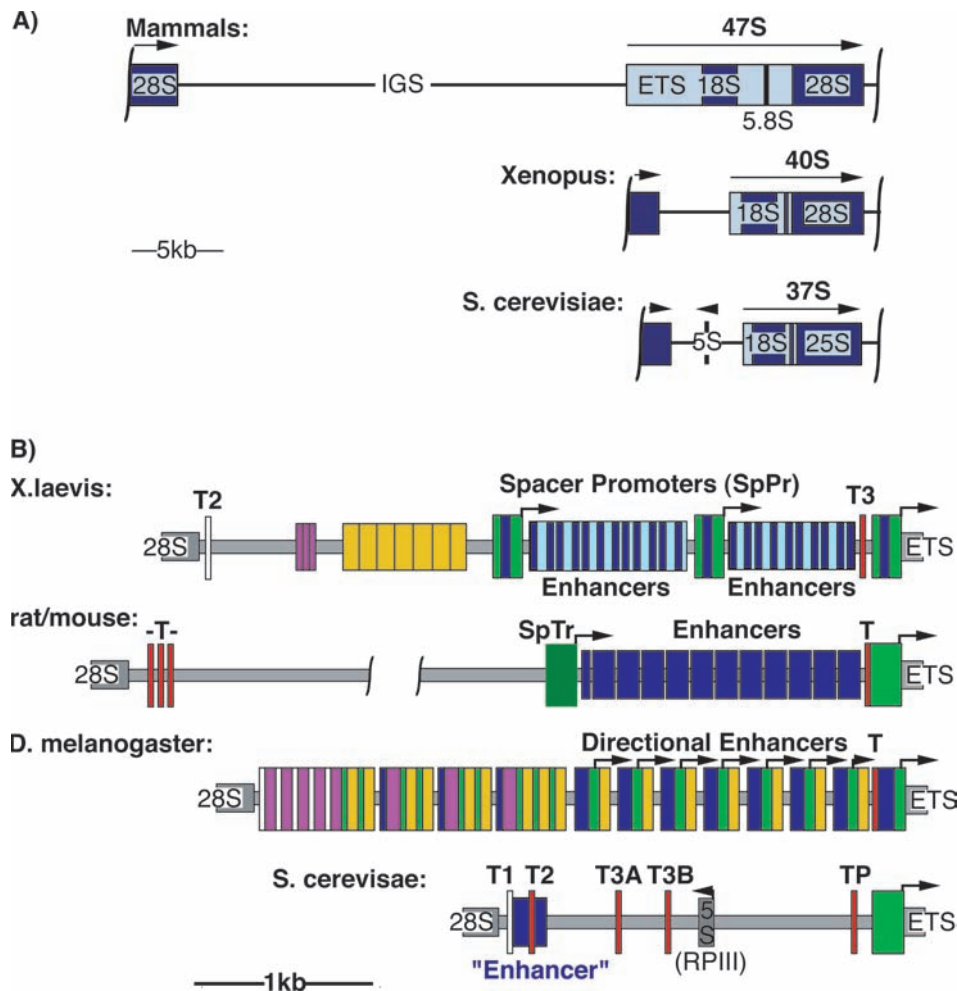 A)
Mammals:
47S
28S
IGS
ETS 18S 28S
5.8S
Xenopus:
40S
18S 28S
5kb
S. cerevisiae:
37S
5S 18S 25S
B)
X.laevis:
Spacer Promoters (SpPr)
T2
T3
28S
ETS
Enhancers
Enhancers
rat/mouse:
-T-
SpTr
Enhancers
T
28S
ETS
D. melanogaster:
Directional Enhancers
T
28S
ETS
S. cerevisae:
T1 T2 T3A T3B TP
28S
5S
ETS
"Enhancer"
(RPIII)
1kb